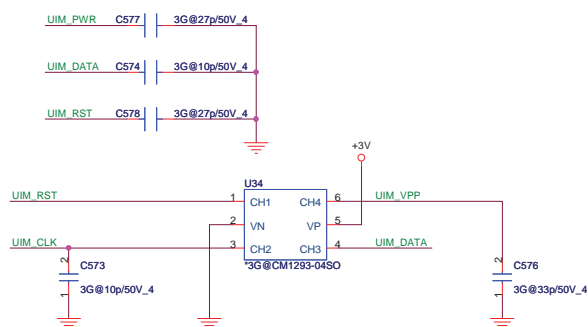 UIM_PWR C577 3G@27p/50V_4
UIM_DATA C574 3G@10p/50V_4
UIM_RST C578 3G@27p/50V_4
+3V
U34
UIM_RST 1 CH1 CH4 6 UIM_VPP
2 VN VP 5
UIM_CLK 3 CH2 CH3 4 UIM_DATA
*3G@CM1293-04SO
2 C573 2 C576
1 3G@10p/50V_4 1 3G@33p/50V_4